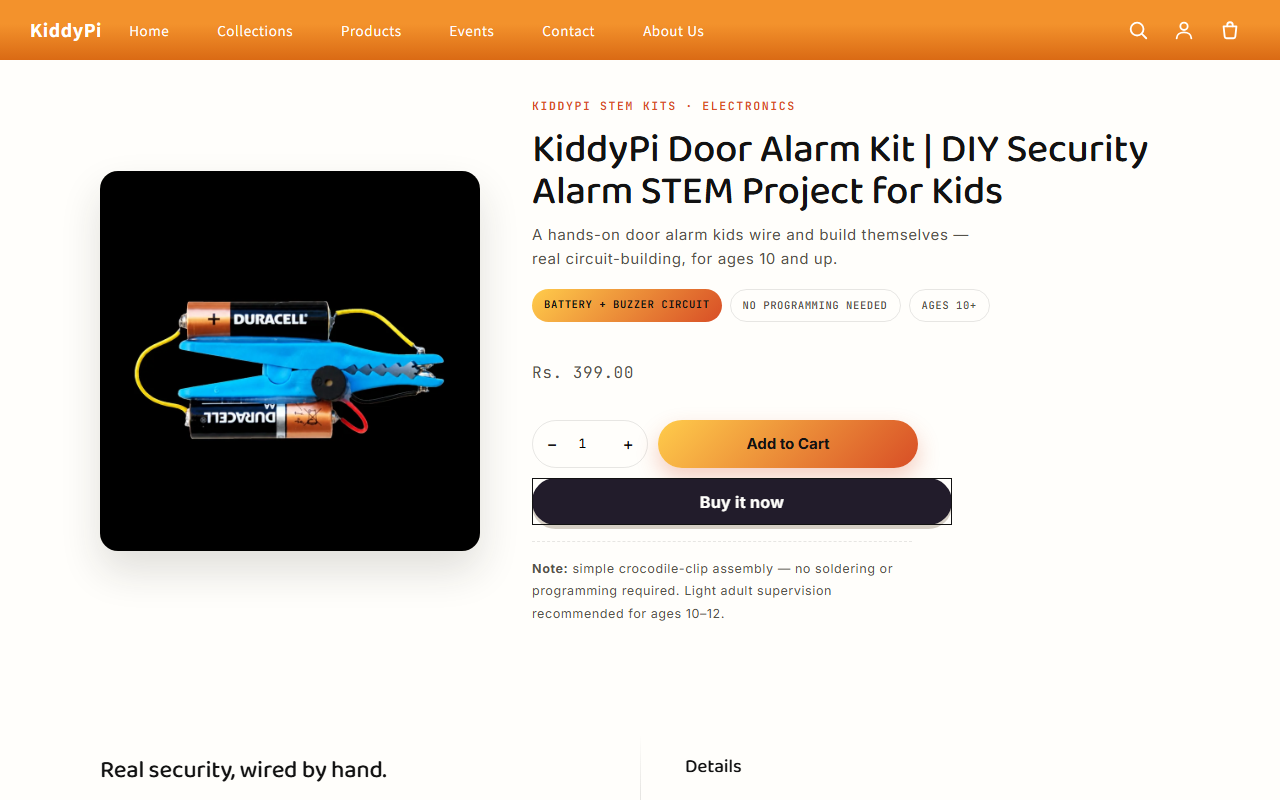 KiddyPi Home Collections Products Events Contact About Us
KIDDYPI STEM KITS · ELECTRONICS
KiddyPi Door Alarm Kit | DIY Security
Alarm STEM Project for Kids
A hands-on door alarm kids wire and build themselves —
real circuit-building, for ages 10 and up.
BATTERY + BUZZER CIRCUIT NO PROGRAMMING NEEDED AGES 10+
+ DURACELL
DURACELL AA
Rs. 399.00
− 1 + Add to Cart
Buy it now
Note: simple crocodile-clip assembly — no soldering or
programming required. Light adult supervision
recommended for ages 10–12.
Real security, wired by hand.
Details